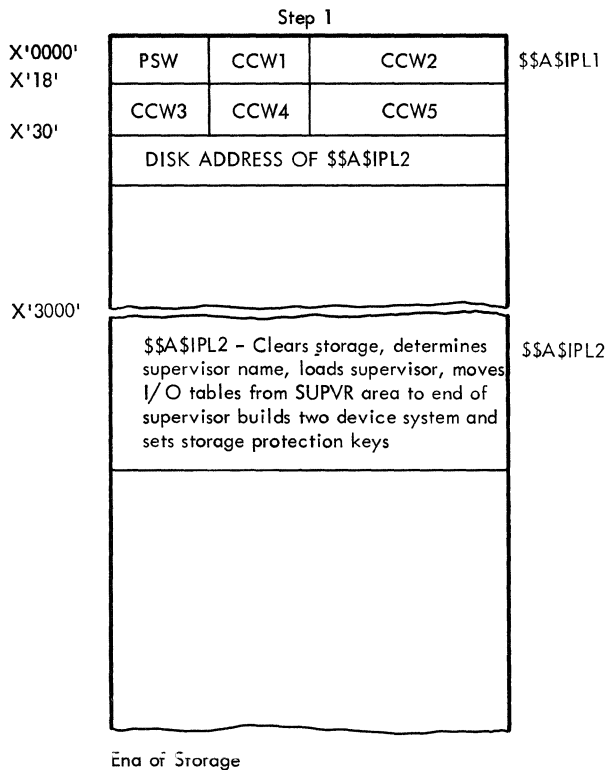 Step 1
X'0000' PSW CCW1 CCW2 $$A$IPL1
X'18'
CCW3 CCW4 CCW5
X'30'
DISK ADDRESS OF $$A$IPL2
X'3000'
$$A$IPL2 - Clears storage, determines $$A$IPL2
supervisor name, loads supervisor, moves
I/O tables from SUPVR area to end of
supervisor builds two device system and
sets storage protection keys
End of Storage